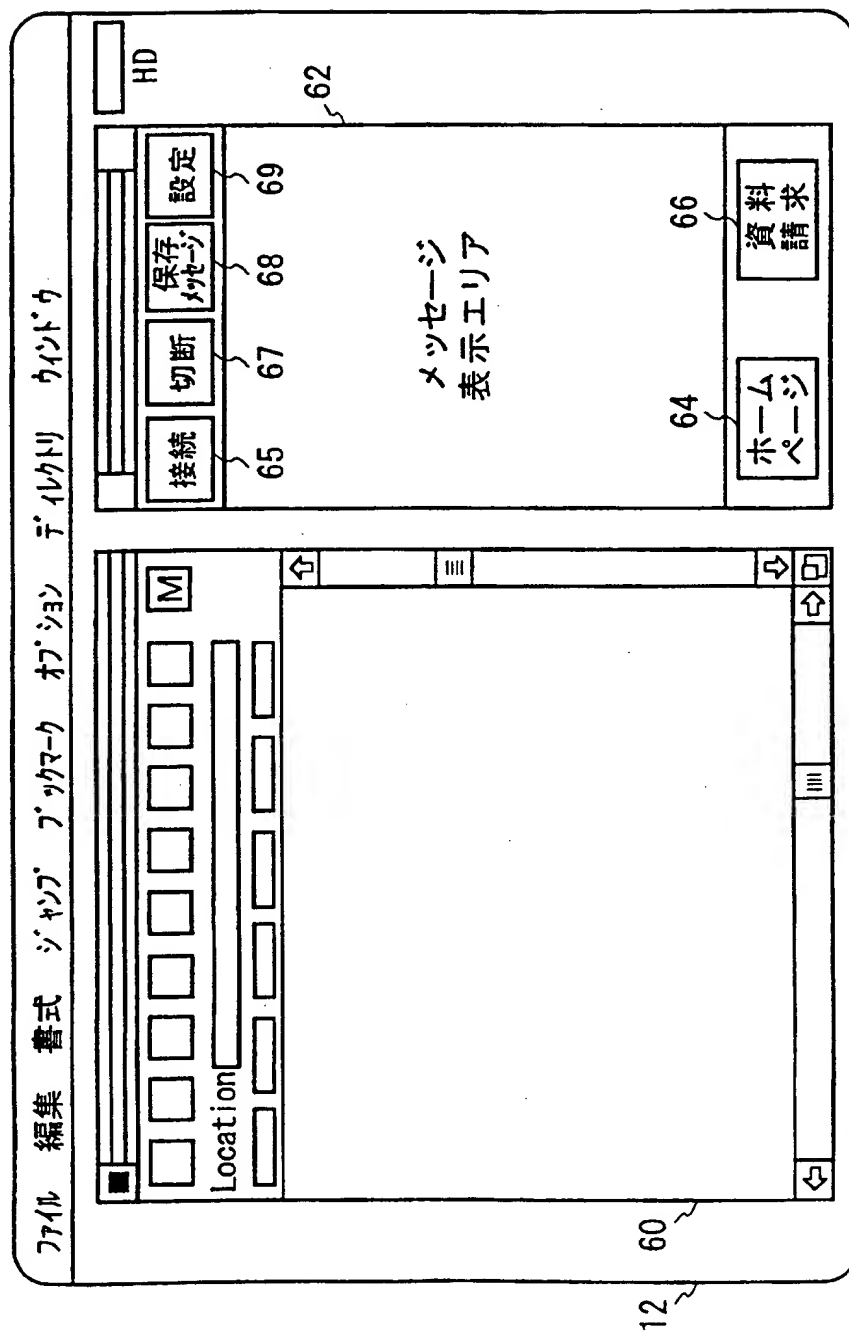 ファイル 編集 書式 ジャンプ ブックマーク オプション ディレクトリ ウィンドウ
HD
M
Location
接続
切断
保存
メッセージ
設定
65
67
68
69
62
メッセージ
表示エリア
64
66
ホーム
ページ
資料
請求
60
12